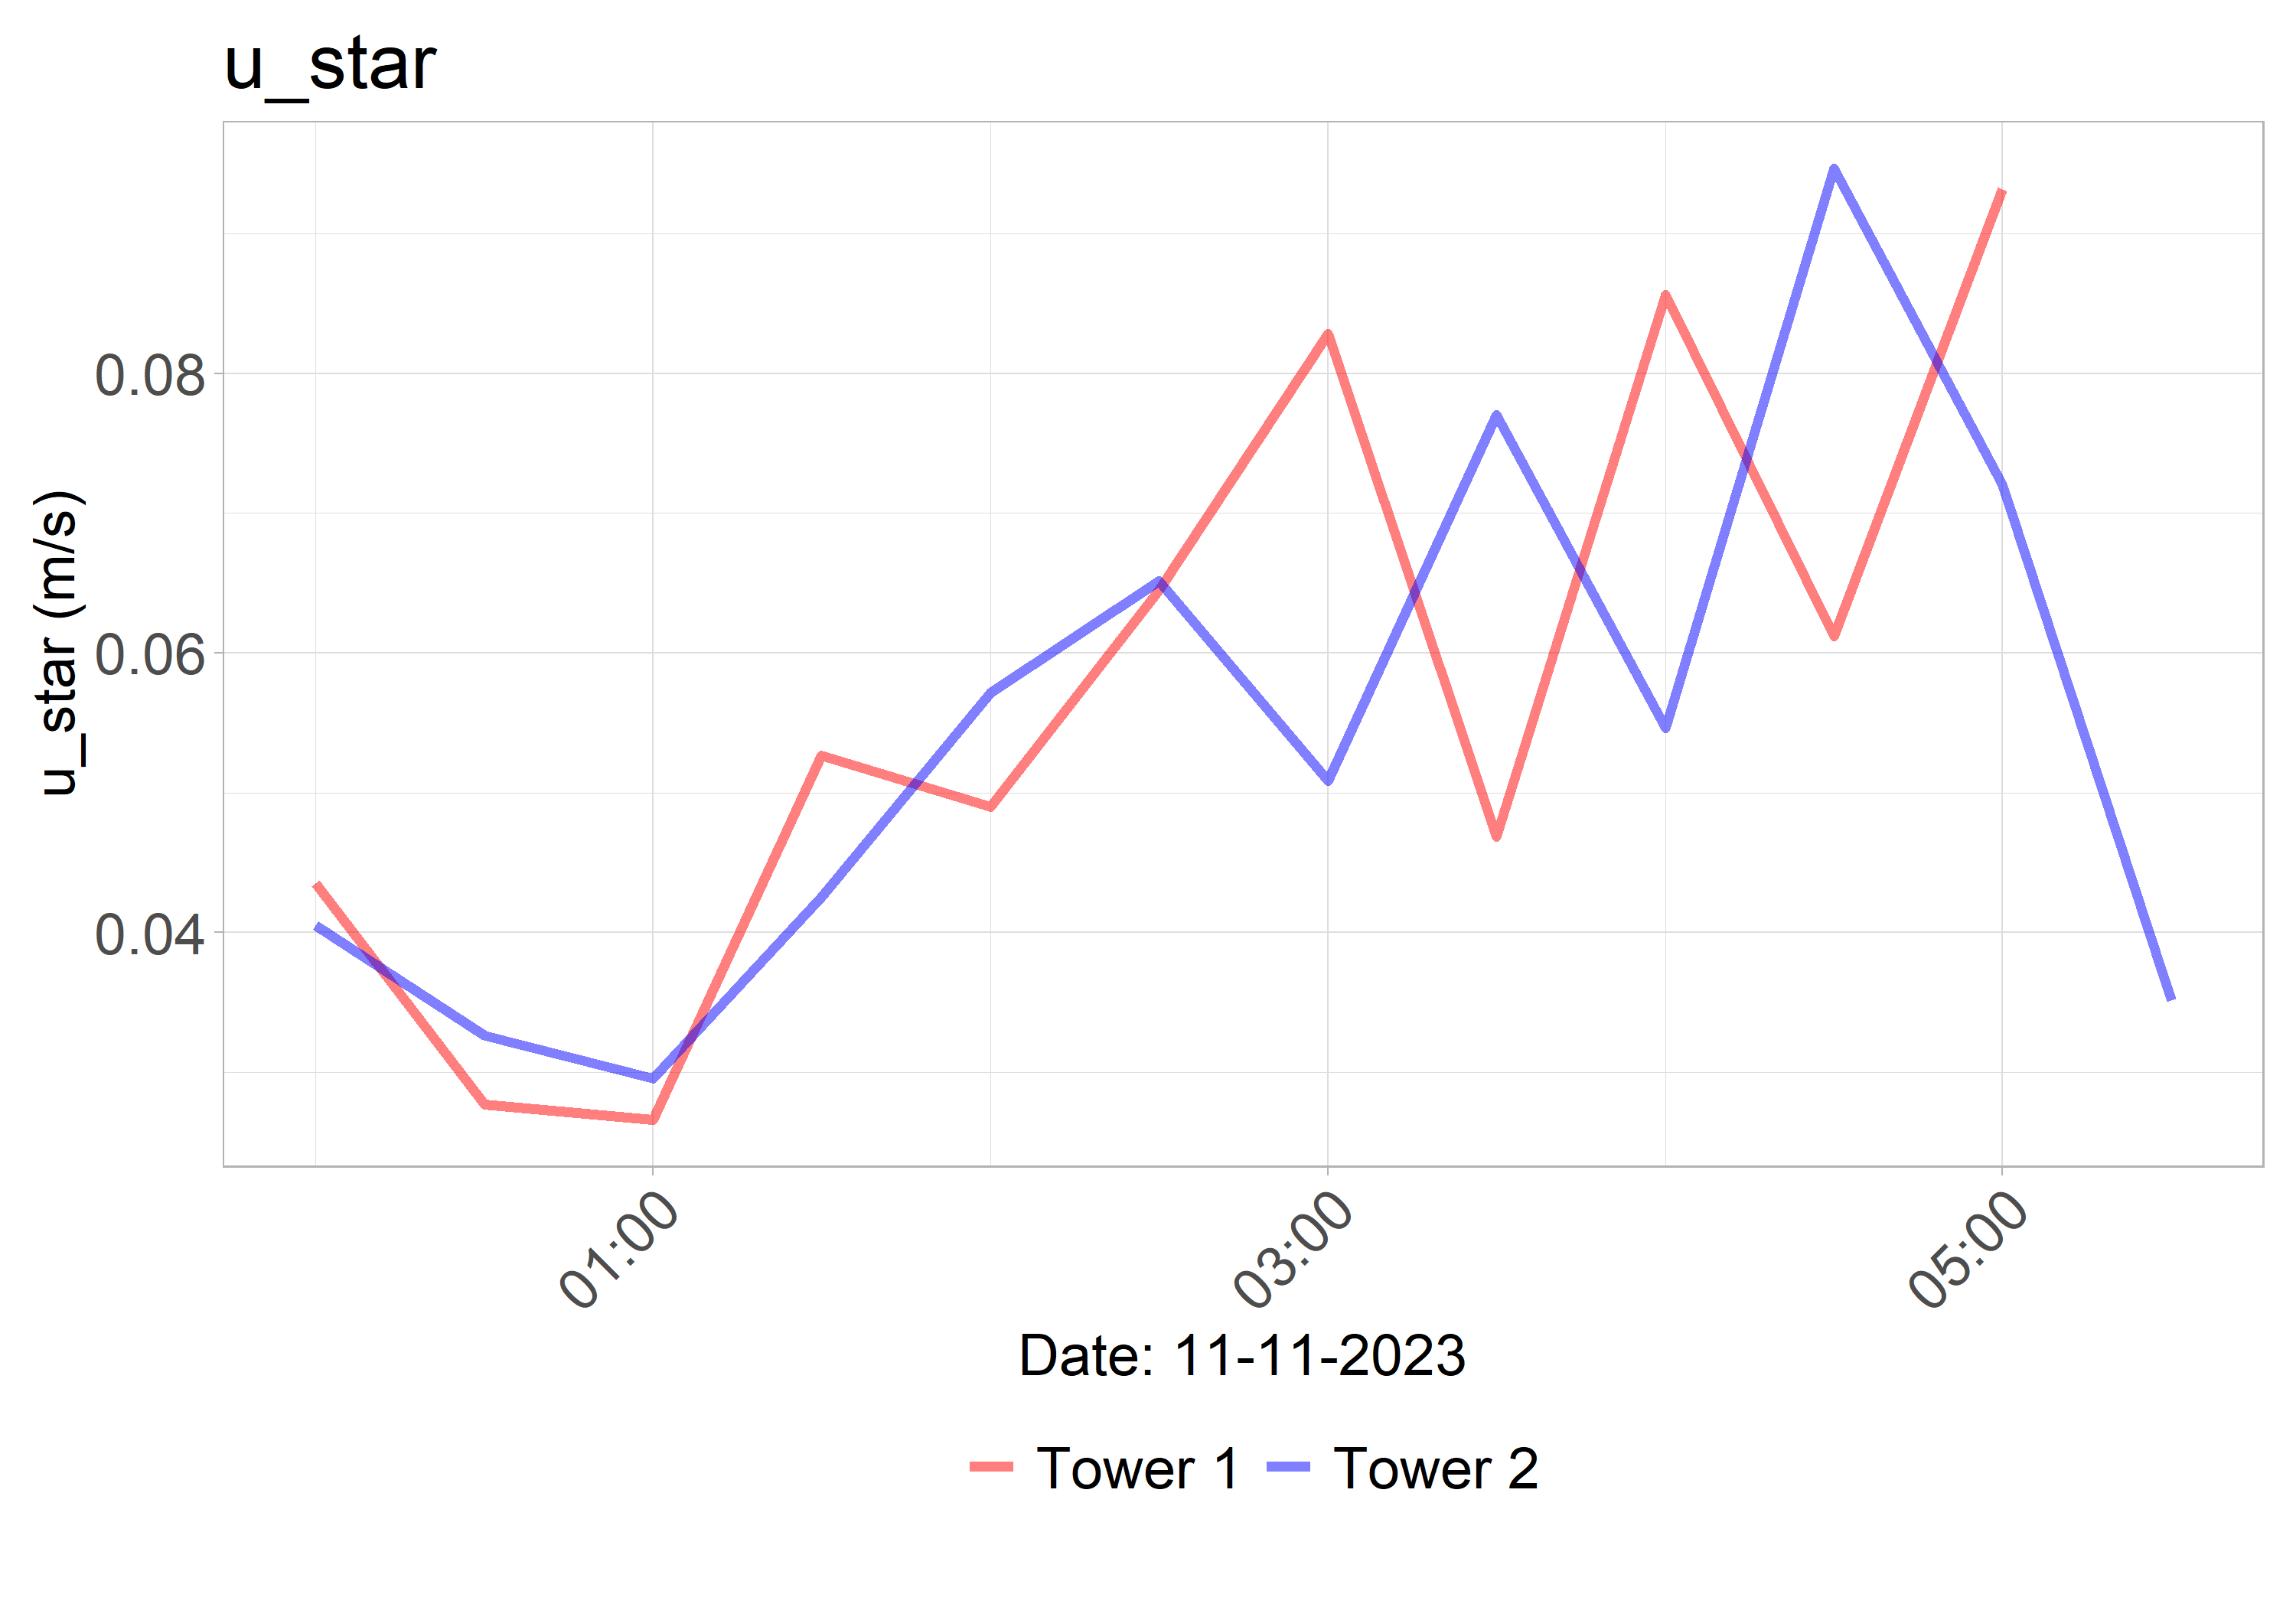 u_star
u_star (m/s)
0.08
0.06
0.04
01:00
03:00
05:00
Date: 11-11-2023
Tower 1
Tower 2